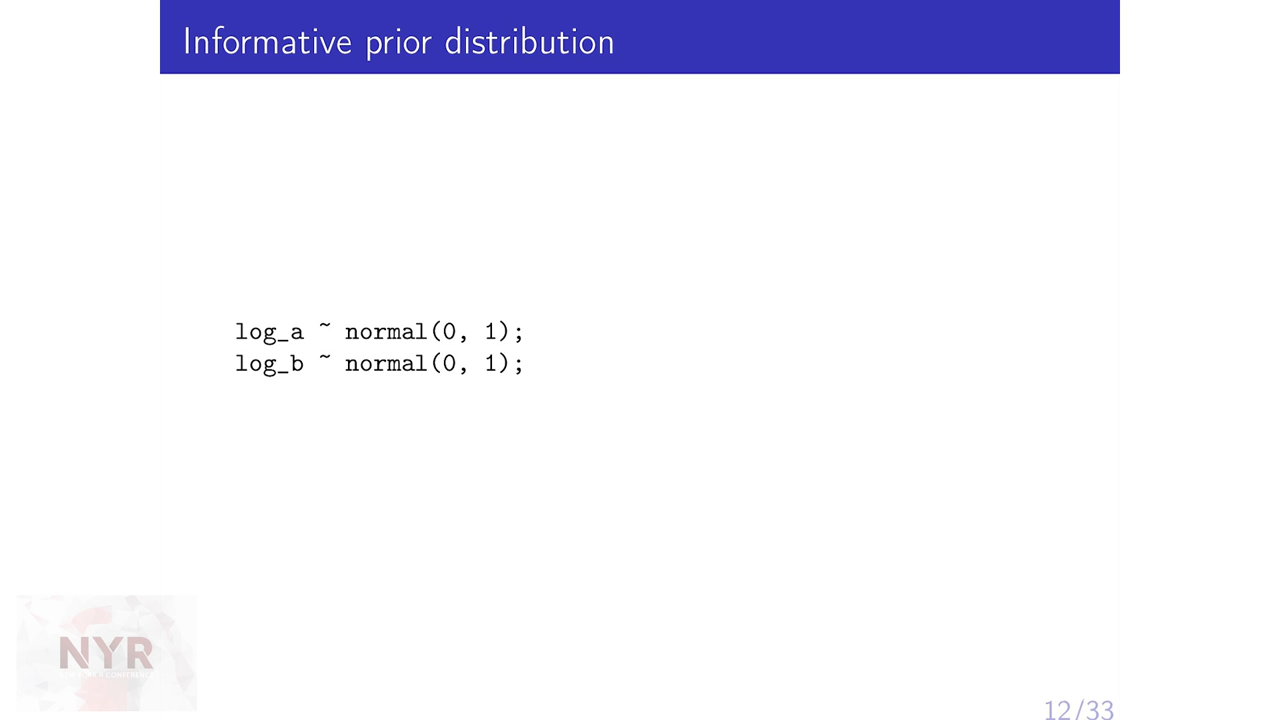 Informative prior distribution
log_a ~ normal(0, 1);
log_b ~ normal(0, 1);
NYR
12/33